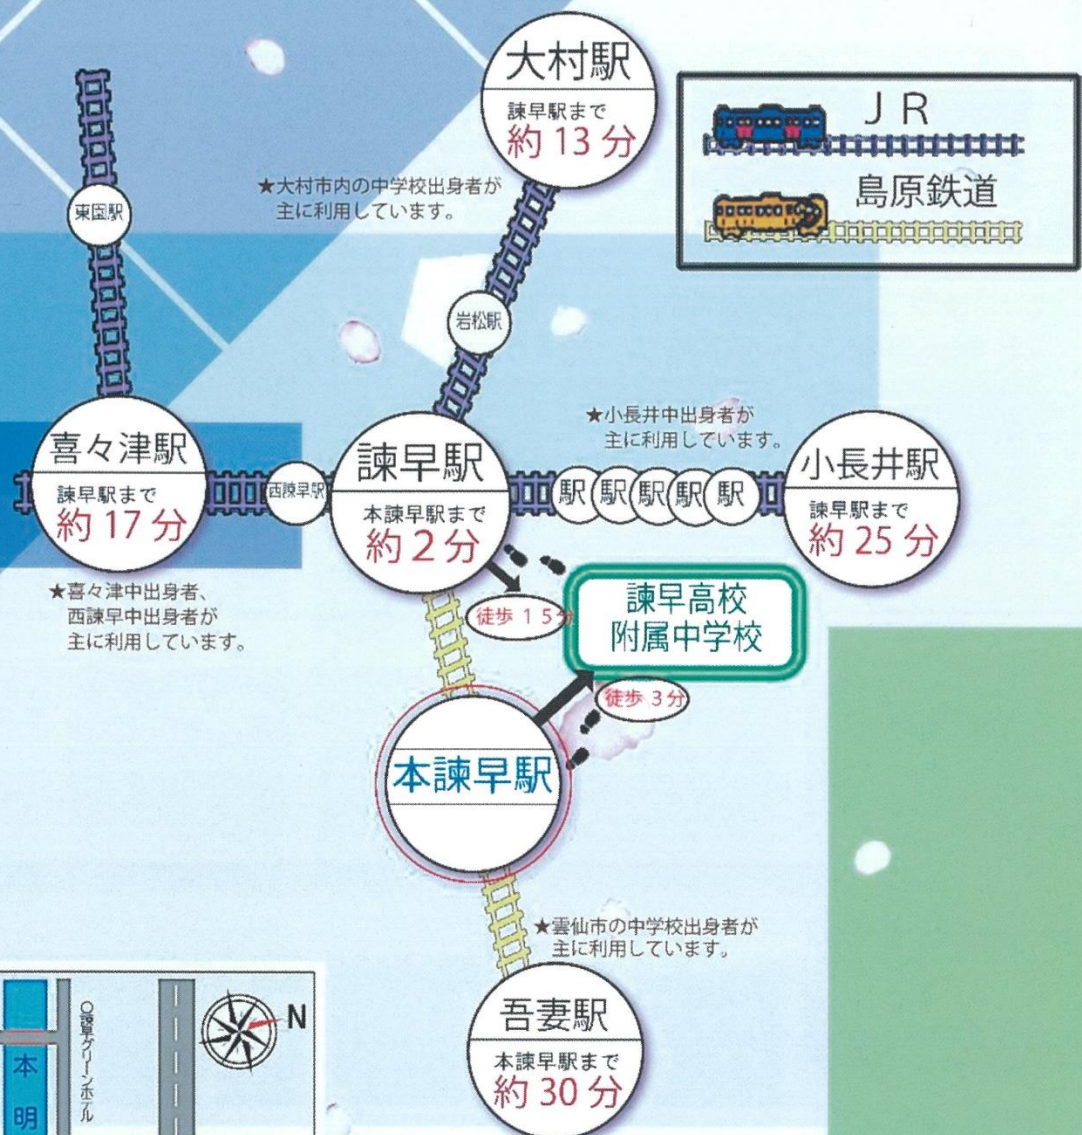 大村駅
諫早駅まで
約 13 分
ＪＲ
島原鉄道
★大村市内の中学校出身者が
主に利用しています。
東園駅
岩松駅
★小長井中出身者が
主に利用しています。
喜々津駅
諫早駅まで
約 17 分
西諫早駅
諫早駅
本諫早駅まで
約 2 分
駅
駅
駅
駅
駅
小長井駅
諫早駅まで
約 25 分
★喜々津中出身者、
西諫早中出身者が
主に利用しています。
徒歩 1 5 分
諫早高校
附属中学校
徒歩 3 分
本諫早駅
★雲仙市の中学校出身者が
主に利用しています。
吾妻駅
本諫早駅まで
約 30 分
○諫早グリーンホテル
N
本
明